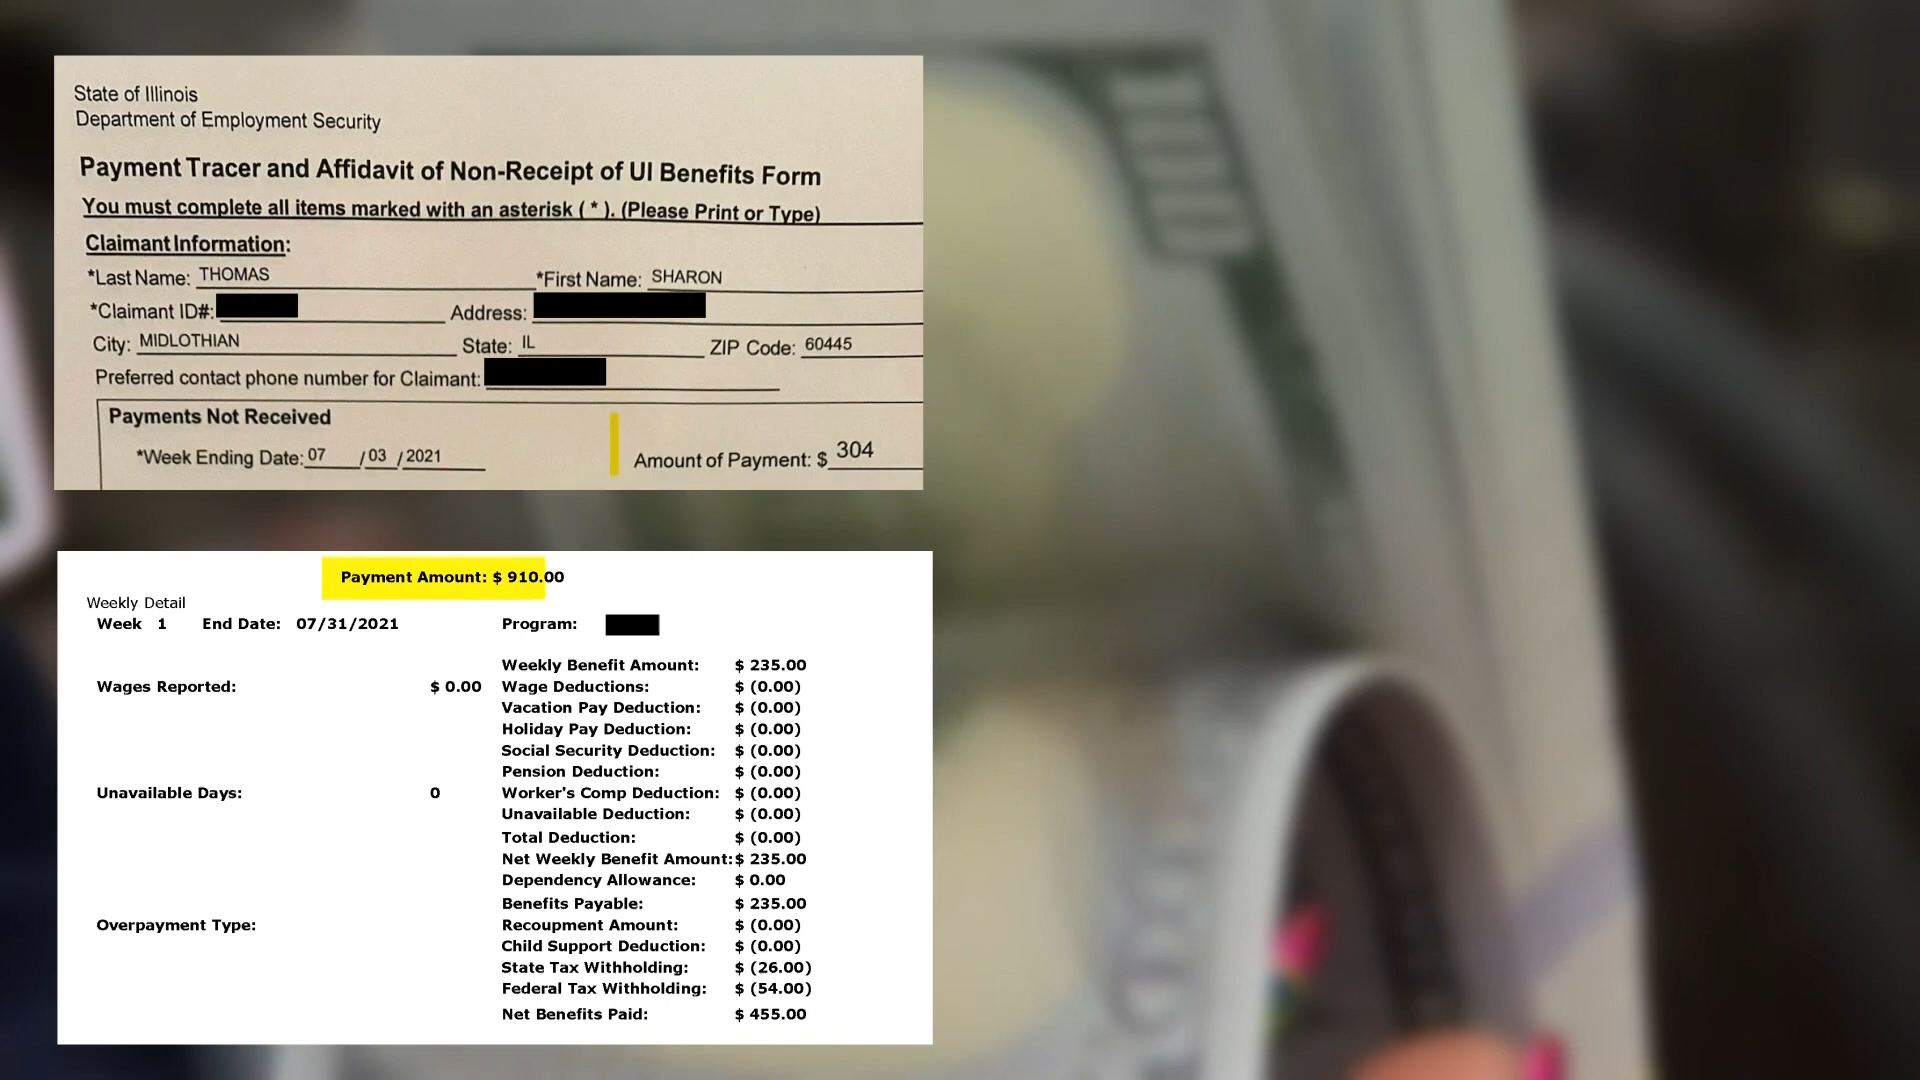 State of Illinois
Department of Employment Security
Payment Tracer and Affidavit of Non-Receipt of UI Benefits Form
You must complete all items marked with an asterisk ( * ). (Please Print or Type)
Claimant Information:
*Last Name: THOMAS *First Name: SHARON
*Claimant ID#: Address:
City: MIDLOTHIAN State: IL ZIP Code: 60445
Preferred contact phone number for Claimant:
Payments Not Received
*Week Ending Date: 07 / 03 / 2021 Amount of Payment: $ 304
Payment Amount: $ 910.00
Weekly Detail
Week 1 End Date: 07/31/2021 Program:
Weekly Benefit Amount: $ 235.00
Wages Reported: $ 0.00 Wage Deductions: $ (0.00)
Vacation Pay Deduction: $ (0.00)
Holiday Pay Deduction: $ (0.00)
Social Security Deduction: $ (0.00)
Pension Deduction: $ (0.00)
Unavailable Days: 0 Worker's Comp Deduction: $ (0.00)
Unavailable Deduction: $ (0.00)
Total Deduction: $ (0.00)
Net Weekly Benefit Amount: $ 235.00
Dependency Allowance: $ 0.00
Benefits Payable: $ 235.00
Overpayment Type: Recoupment Amount: $ (0.00)
Child Support Deduction: $ (0.00)
State Tax Withholding: $ (26.00)
Federal Tax Withholding: $ (54.00)
Net Benefits Paid: $ 455.00